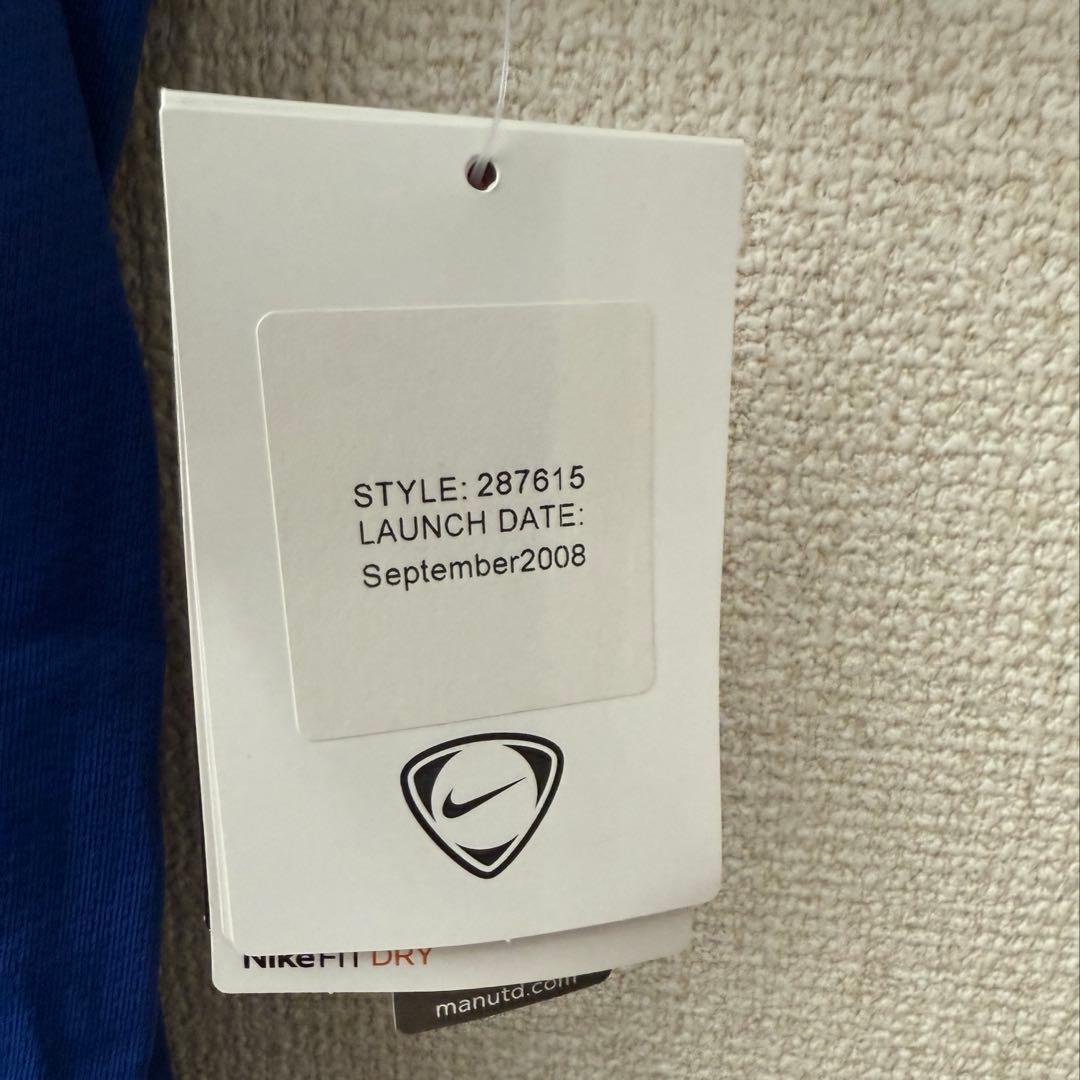 STYLE: 287615
LAUNCH DATE:
September2008
NIKEFIT DRY
manutd.com